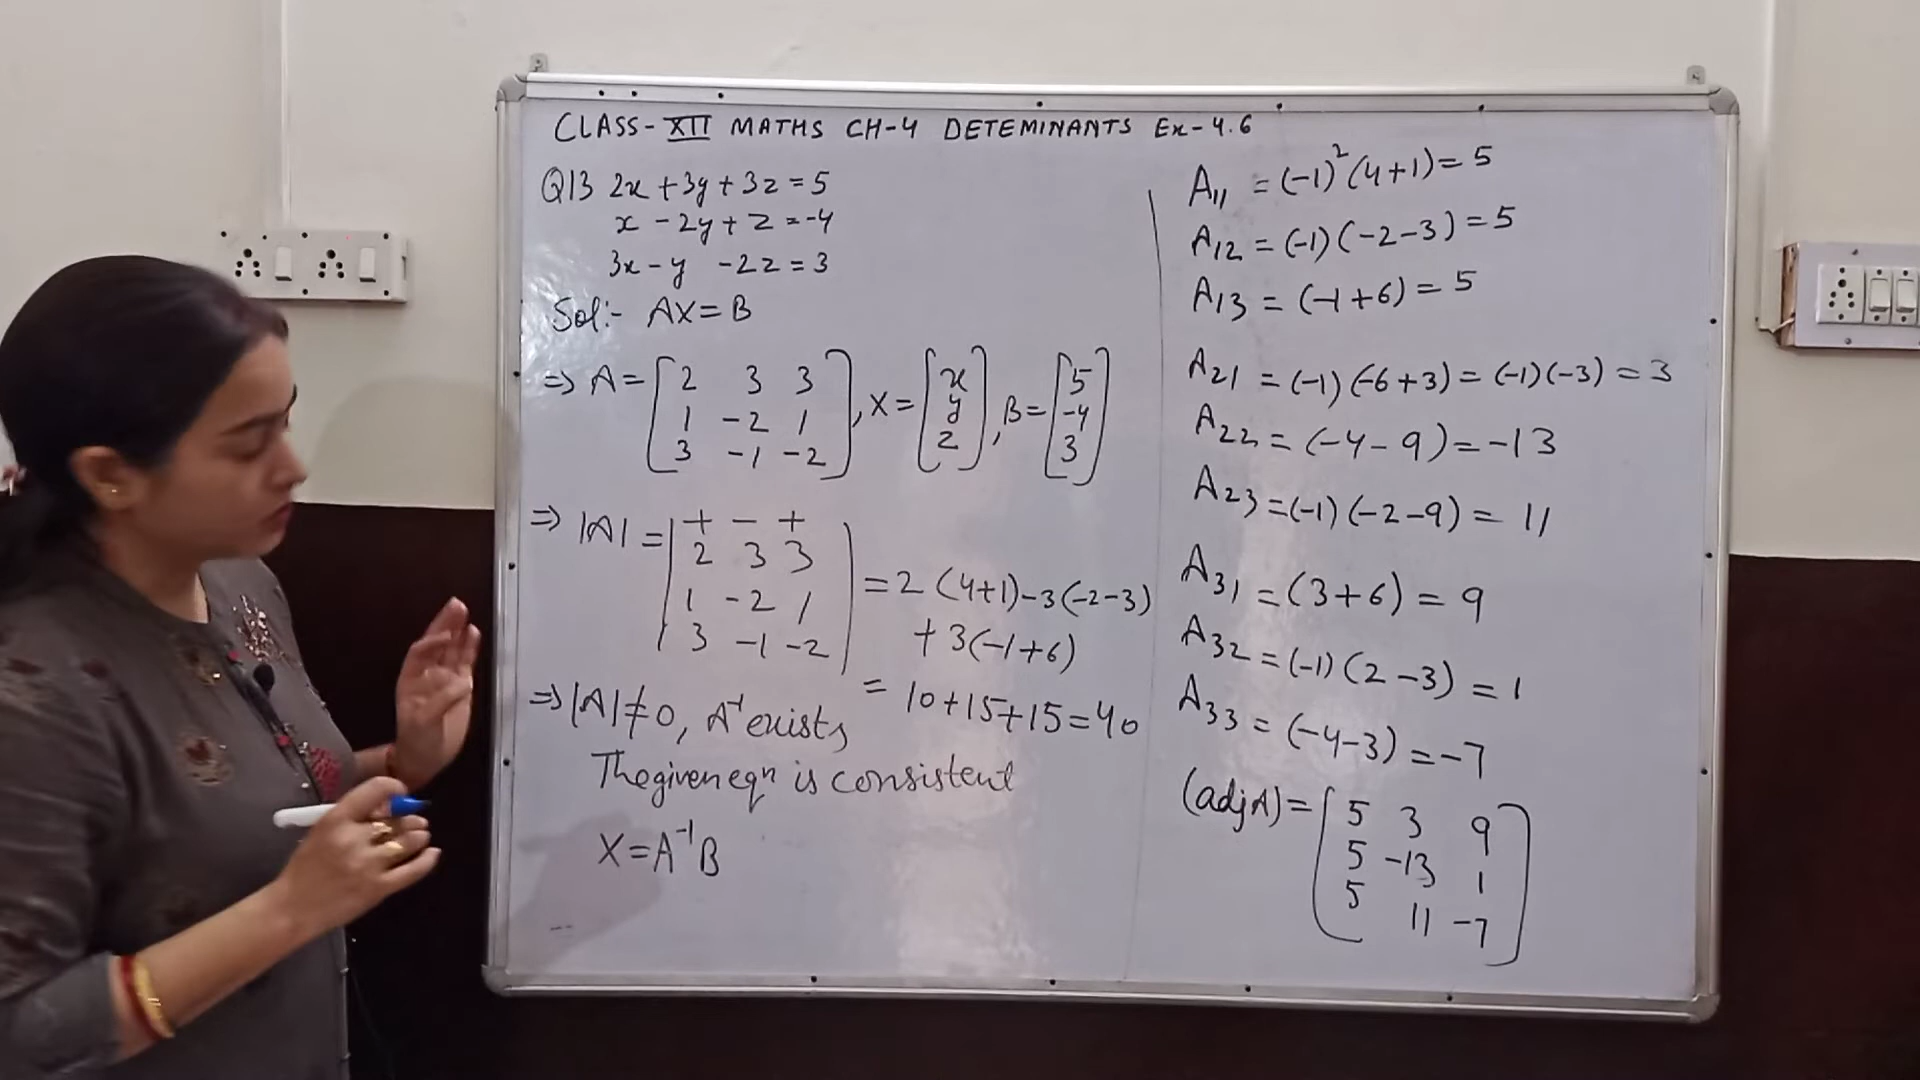 CLASS-XII MATHS CH-4 DETEMINANTS Ex-4.6
Q13 2x+3y+3z=5
x-2y+z=-4
3x-y -2z=3
Sol:- AX=B
=> A=[2 3 3
1 -2 1
3 -1 -2], X=[x
y
z], B=[5
-4
3]
=> |A| = | + - +
2 3 3
1 -2 1
3 -1 -2 | =2(4+1)-3(-2-3)
+3(-1+6)
= 10+15+15=40
=> |A|≠0, A⁻¹ exists
The given eqn is consistent
X=A⁻¹B
A₁₁ =(-1)²(4+1)=5
A₁₂ =(-1)(-2-3)=5
A₁₃ =(-1+6)=5
A₂₁ =(-1)(-6+3)=(-1)(-3)=3
A₂₂ =(-4-9)=-13
A₂₃ =(-1)(-2-9)=11
A₃₁ =(3+6)=9
A₃₂ =(-1)(2-3)=1
A₃₃ =(-4-3)=-7
(adjA)=[5 3 9
5 -13 1
5 11 -7]